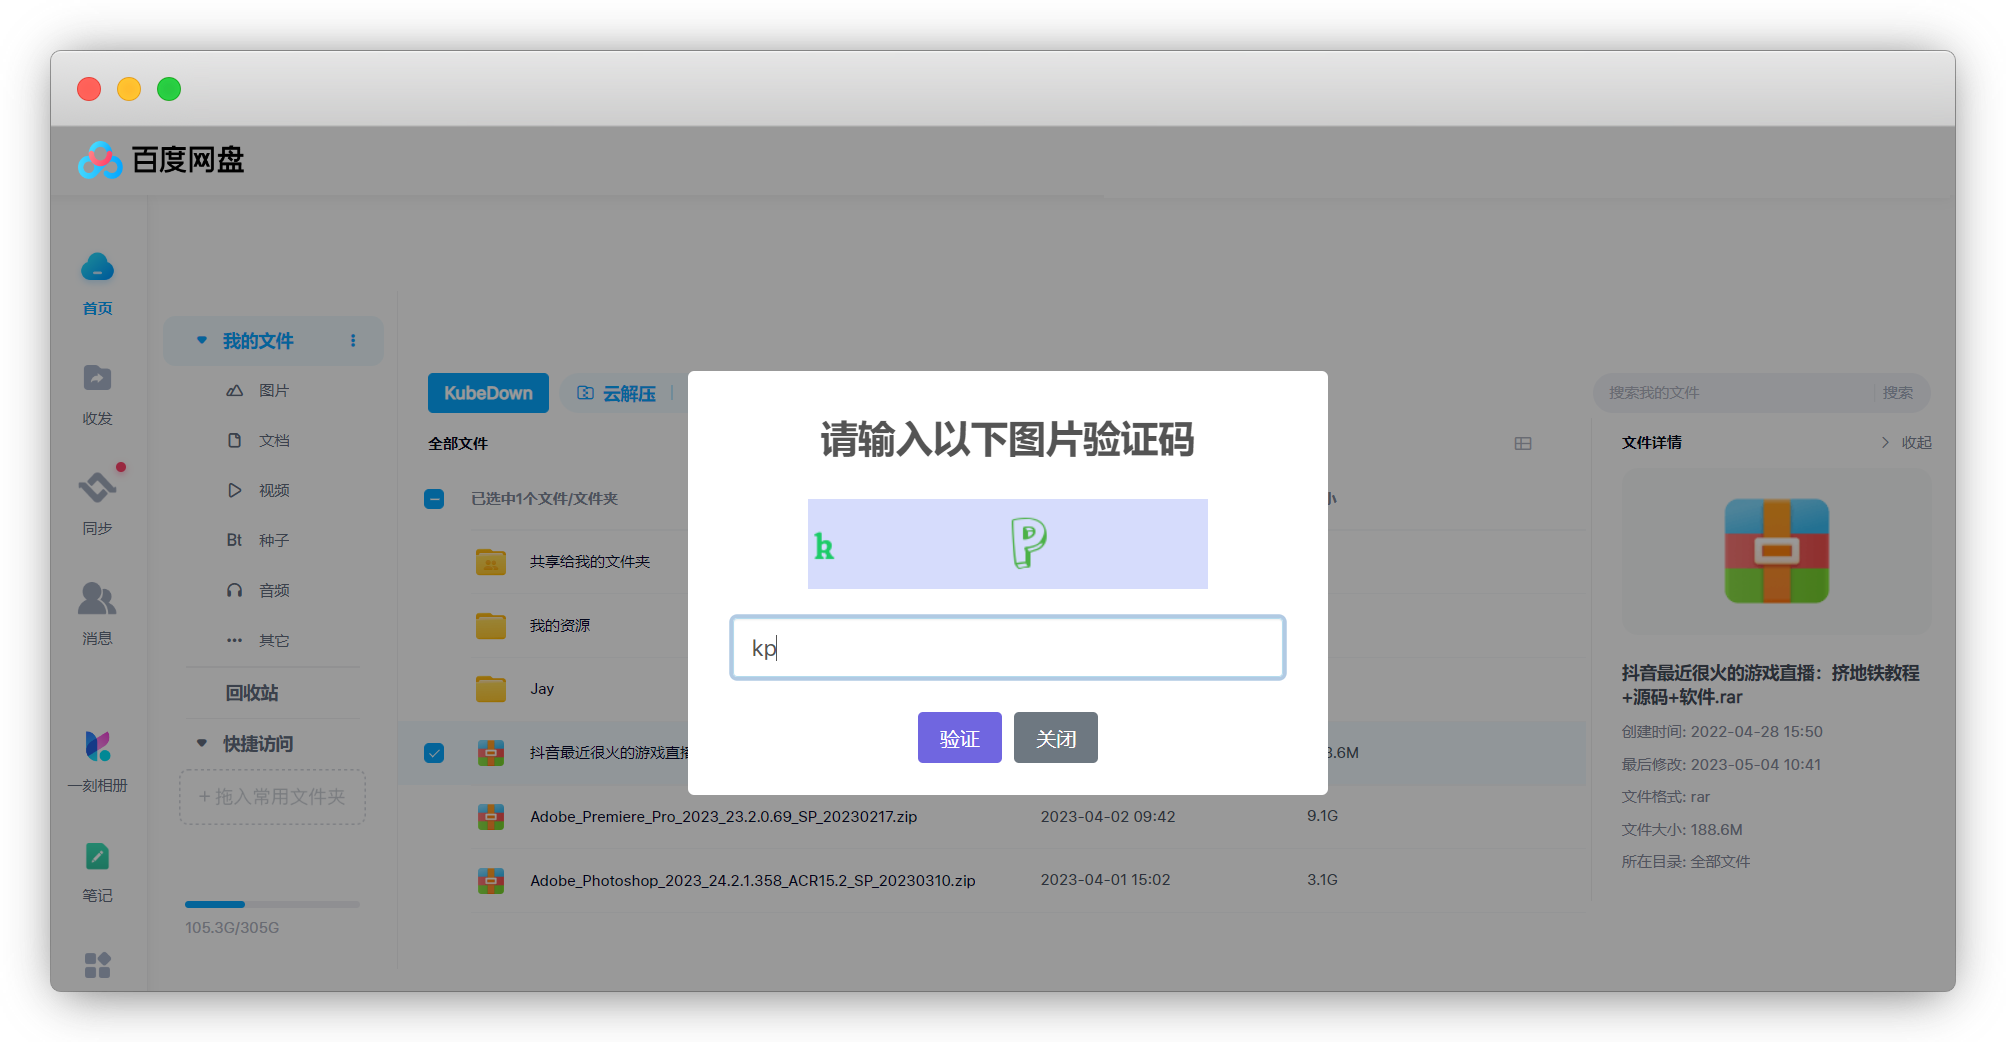 百度网盘
首页
收发
同步
消息
一刻相册
笔记
我的文件
图片
文档
视频
Bt 种子
音频
其它
回收站
快捷访问
+ 拖入常用文件夹
105.3G/305G
KubeDown 云解压
全部文件
已选中1个文件/文件夹 小
共享给我的文件夹
我的资源
Jay
抖音最近很火的游戏直播 8.6M
Adobe_Premiere_Pro_2023_23.2.0.69_SP_20230217.zip 2023-04-02 09:42 9.1G
Adobe_Photoshop_2023_24.2.1.358_ACR15.2_SP_20230310.zip 2023-04-01 15:02 3.1G
请输入以下图片验证码
k P
kp
验证 关闭
搜索我的文件 搜索
文件详情 收起
抖音最近很火的游戏直播：挤地铁教程
+源码+软件.rar
创建时间: 2022-04-28 15:50
最后修改: 2023-05-04 10:41
文件格式: rar
文件大小: 188.6M
所在目录: 全部文件